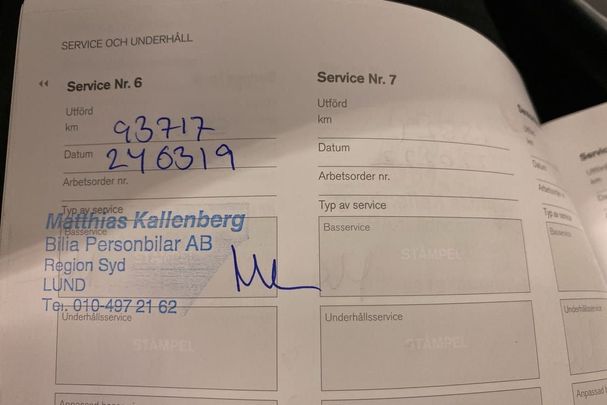 SERVICE OCH UNDERHÅLL
Service Nr. 6
Utförd
km 93717
Datum 240319
Arbetsorder nr.
Typ av service
Basservice
Matthias Kallenberg
Bilia Personbilar AB
Region Syd
LUND
Tel. 010-497 21 62
Underhållsservice
STÄMPEL
Service Nr. 7
Utförd
km
Datum
Arbetsorder nr.
Typ av service
Basservice
STÄMPEL
Underhållsservice
STÄMPEL